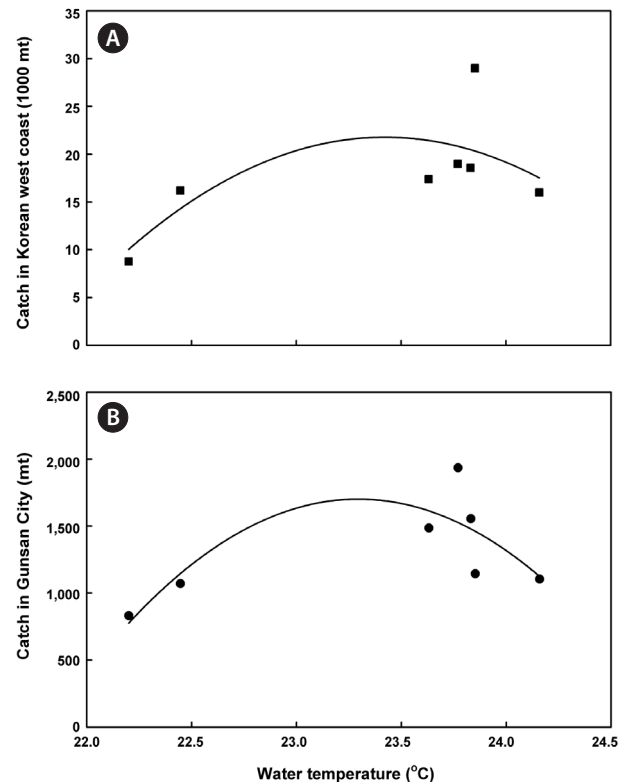 A
Catch in Korean west coast (1000 mt)
35
30
25
20
15
10
5
0
B
Catch in Gunsan City (mt)
2,500
2,000
1,500
1,000
500
0
22.0 22.5 23.0 23.5 24.0 24.5
Water temperature (°C)